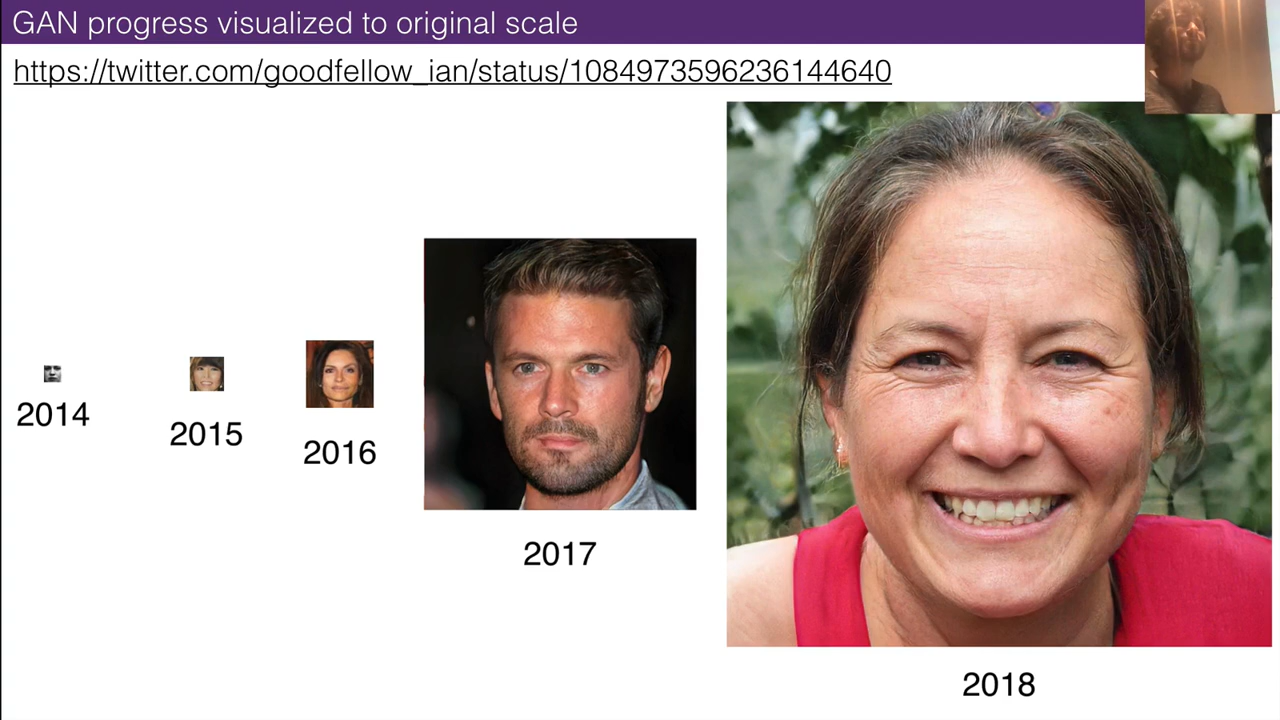 GAN progress visualized to original scale
https://twitter.com/goodfellow_ian/status/1084973596236144640
2014
2015
2016
2017
2018